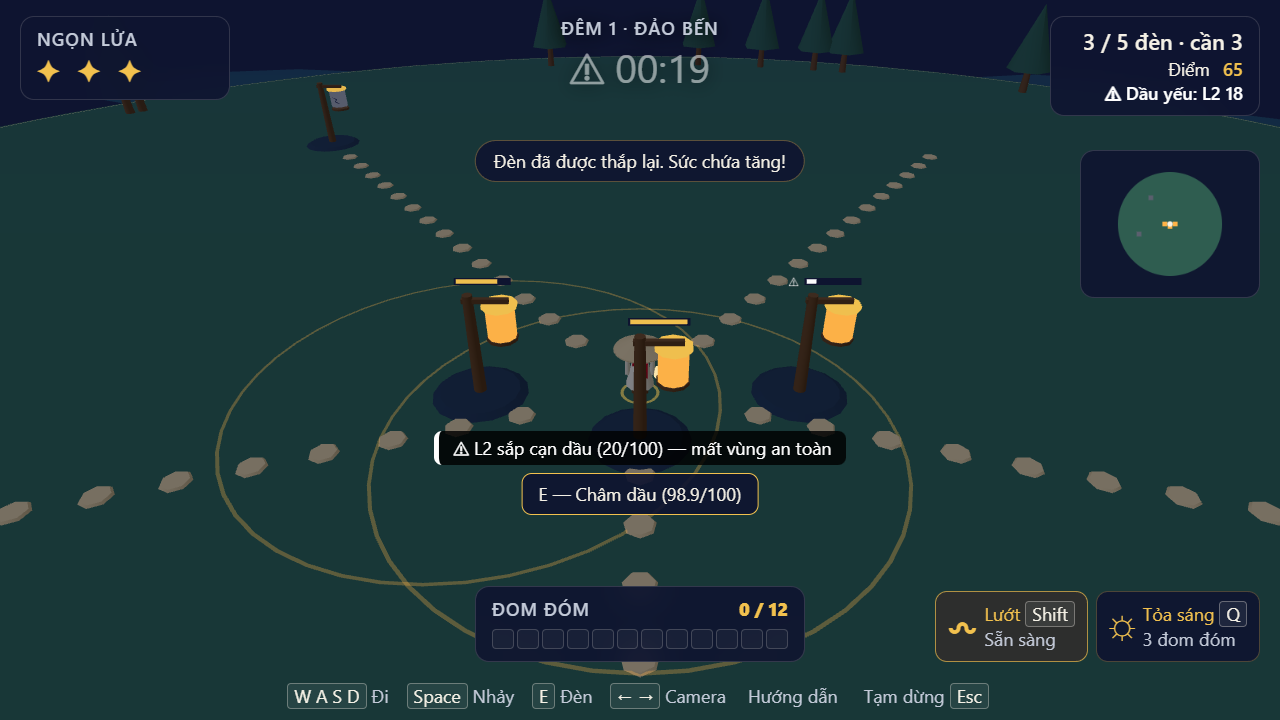 NGỌN LỬA
ĐÊM 1 · ĐẢO BẾN
⚠ 00:19
3 / 5 đèn · cần 3
Điểm 65
⚠ Dầu yếu: L2 18
Đèn đã được thắp lại. Sức chứa tăng!
⚠ L2 sắp cạn dầu (20/100) — mất vùng an toàn
E — Châm dầu (98.9/100)
ĐOM ĐÓM 0 / 12
Lướt Shift
Sẵn sàng
Tỏa sáng Q
3 đom đóm
W A S D Đi Space Nhảy E Đèn ← → Camera Hướng dẫn Tạm dừng Esc